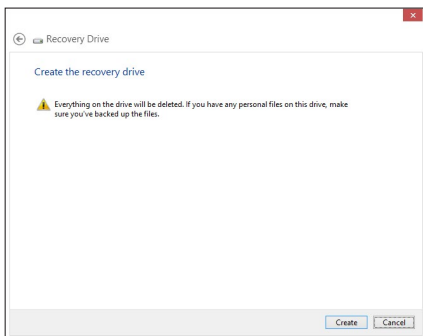 Recovery Drive
Create the recovery drive
Everything on the drive will be deleted. If you have any personal files on this drive, make
sure you've backed up the files.
Create Cancel